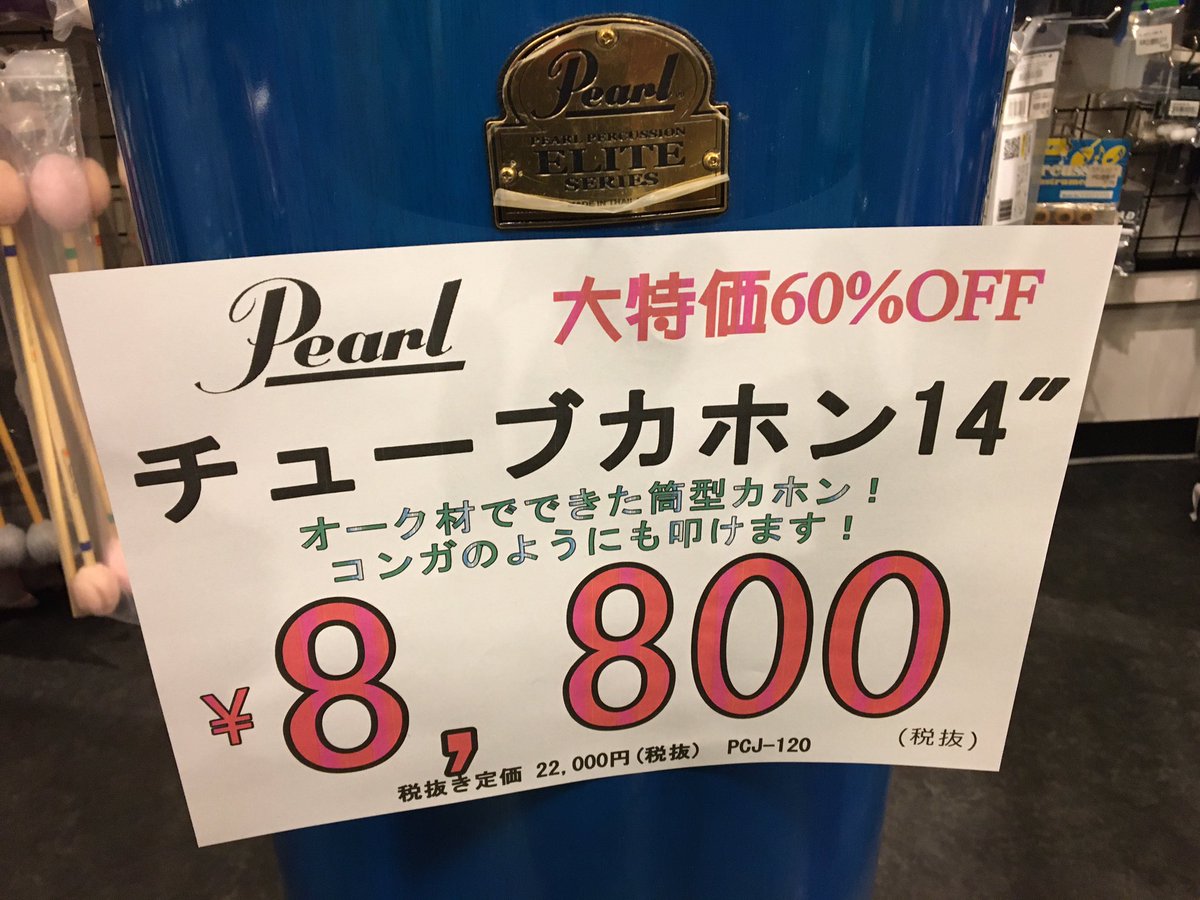 Pearl
PEARL PERCUSSION
ELITE
SERIES
Pearl
大特価60%OFF
チューブカホン14″
オーク材でできた筒型カホン！
コンガのようにも叩けます！
¥8,800
(税抜)
税抜き定価 22,000円(税抜) PCJ-120